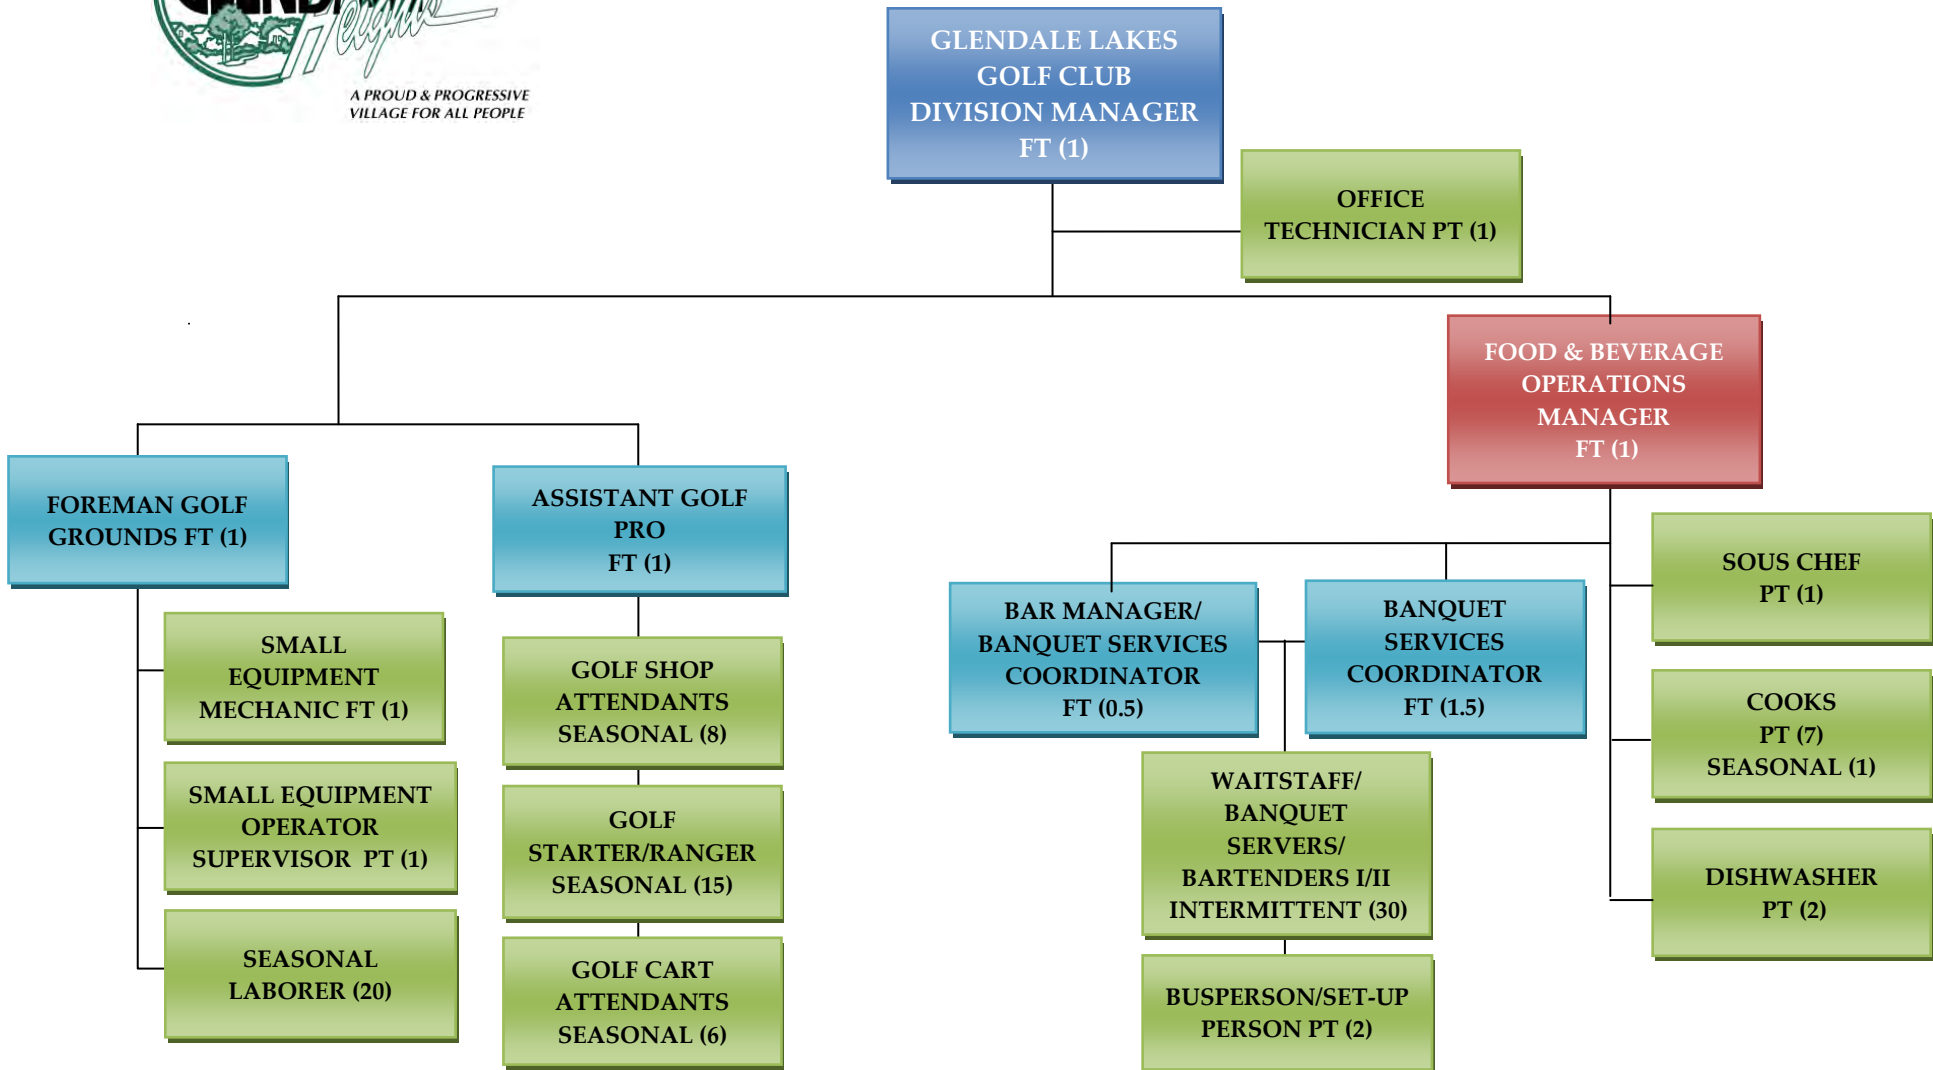 Heights
A PROUD & PROGRESSIVE
VILLAGE FOR ALL PEOPLE
GLENDALE LAKES
GOLF CLUB
DIVISION MANAGER
FT (1)
OFFICE
TECHNICIAN PT (1)
FOOD & BEVERAGE
OPERATIONS
MANAGER
FT (1)
FOREMAN GOLF
GROUNDS FT (1)
ASSISTANT GOLF
PRO
FT (1)
SMALL
EQUIPMENT
MECHANIC FT (1)
SMALL EQUIPMENT
OPERATOR
SUPERVISOR PT (1)
SEASONAL
LABORER (20)
GOLF SHOP
ATTENDANTS
SEASONAL (8)
GOLF
STARTER/RANGER
SEASONAL (15)
GOLF CART
ATTENDANTS
SEASONAL (6)
BAR MANAGER/
BANQUET SERVICES
COORDINATOR
FT (0.5)
BANQUET
SERVICES
COORDINATOR
FT (1.5)
WAITSTAFF/
BANQUET
SERVERS/
BARTENDERS I/II
INTERMITTENT (30)
BUSPERSON/SET-UP
PERSON PT (2)
SOUS CHEF
PT (1)
COOKS
PT (7)
SEASONAL (1)
DISHWASHER
PT (2)